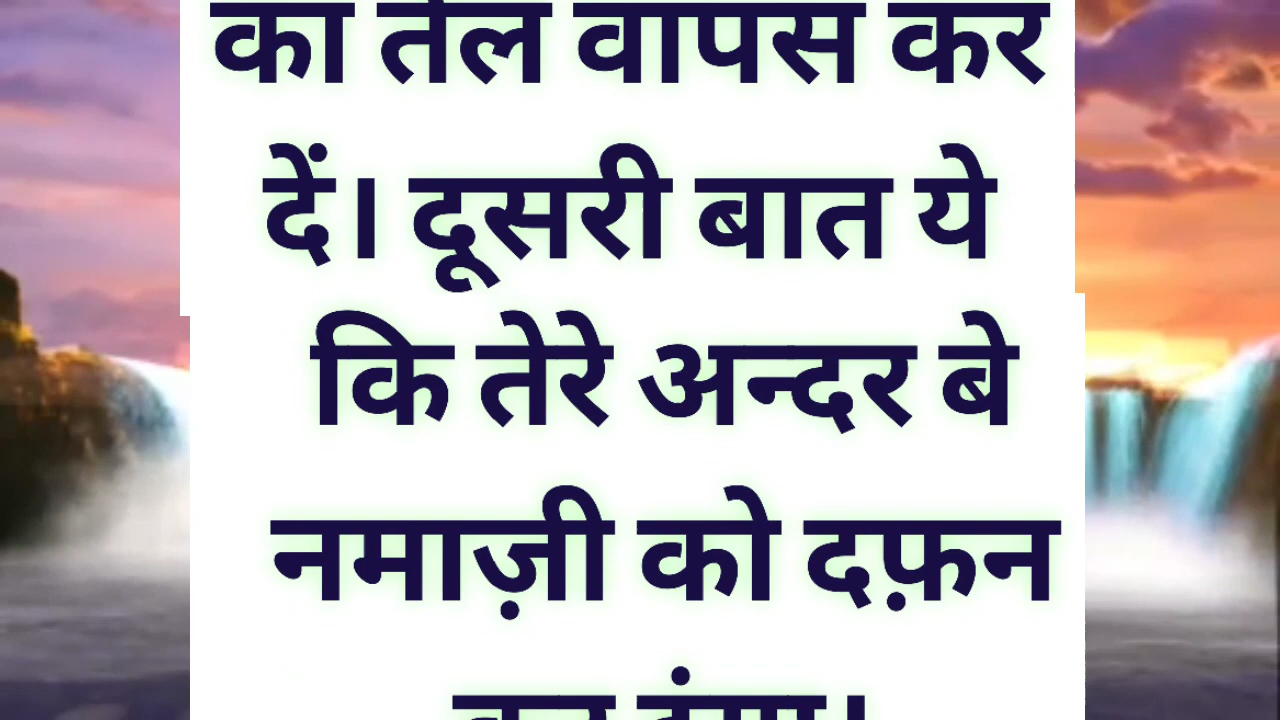 का तेल वापस कर
दें। दूसरी बात ये
कि तेरे अन्दर बे
नमाज़ी को दफ़न